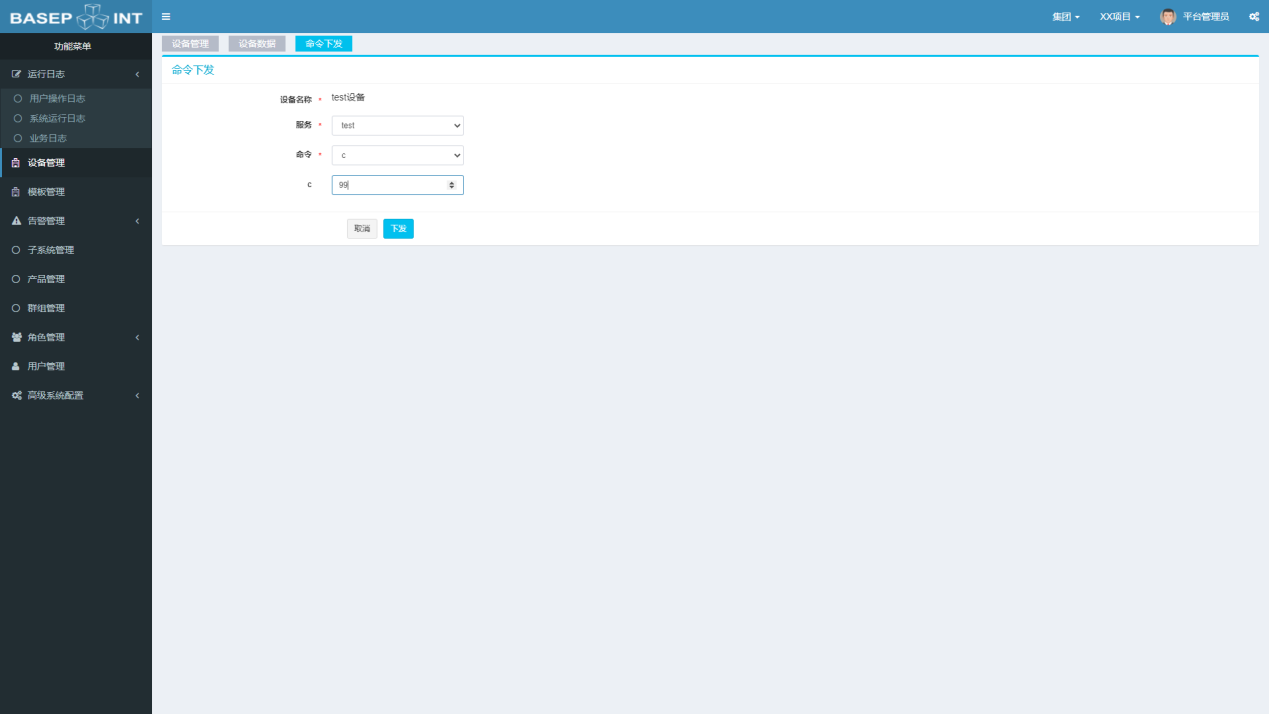 BASEP INT
集团
XX项目
平台管理员
功能菜单
运行日志
用户操作日志
系统运行日志
业务日志
设备管理
模板管理
告警管理
子系统管理
产品管理
群组管理
角色管理
用户管理
高级系统配置
设备管理 设备数据 命令下发
命令下发
设备名称 * test设备
服务 * test
命令 * c
c 99
取消 下发